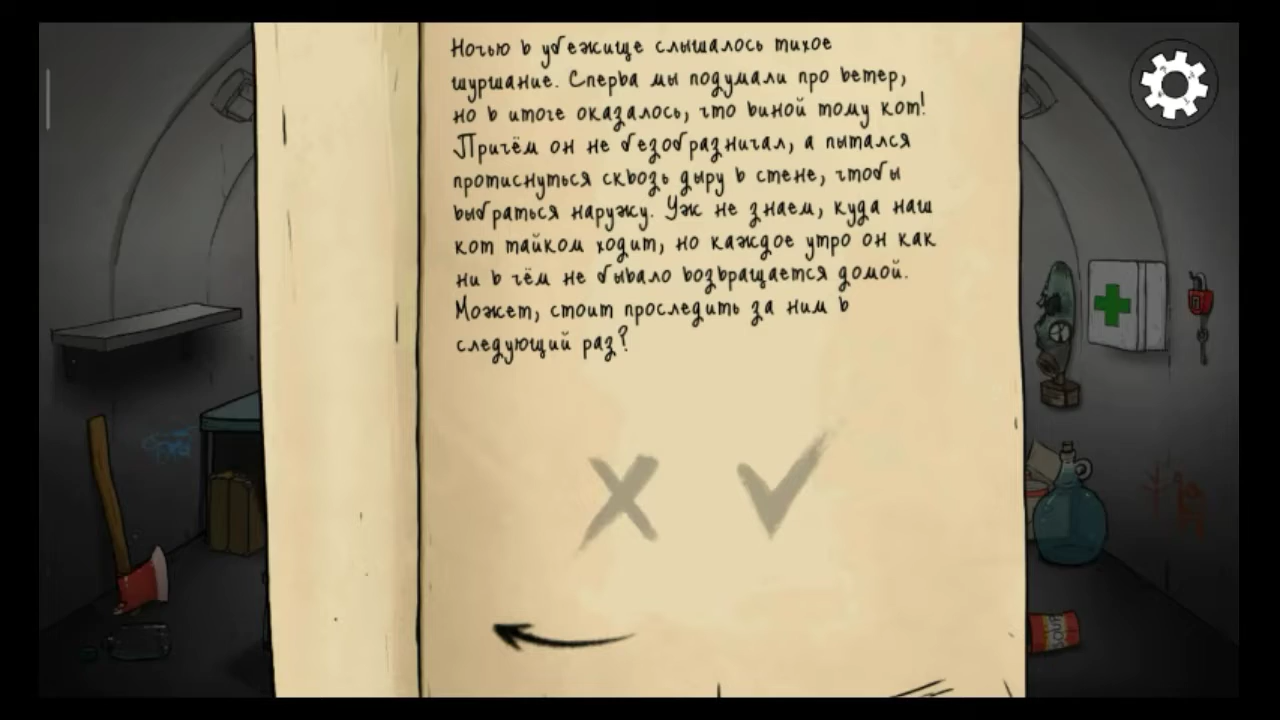 Ночью в убежище слышалось тихое
шуршание. Сперва мы подумали про ветер,
но в итоге оказалось, что виной тому кот!
Причём он не безобразничал, а пытался
протиснуться сквозь дыру в стене, чтобы
выбраться наружу. Уж не знаем, куда наш
кот тайком ходит, но каждое утро он как
ни в чём не бывало возвращается домой.
Может, стоит проследить за ним в
следующий раз?
SOUP